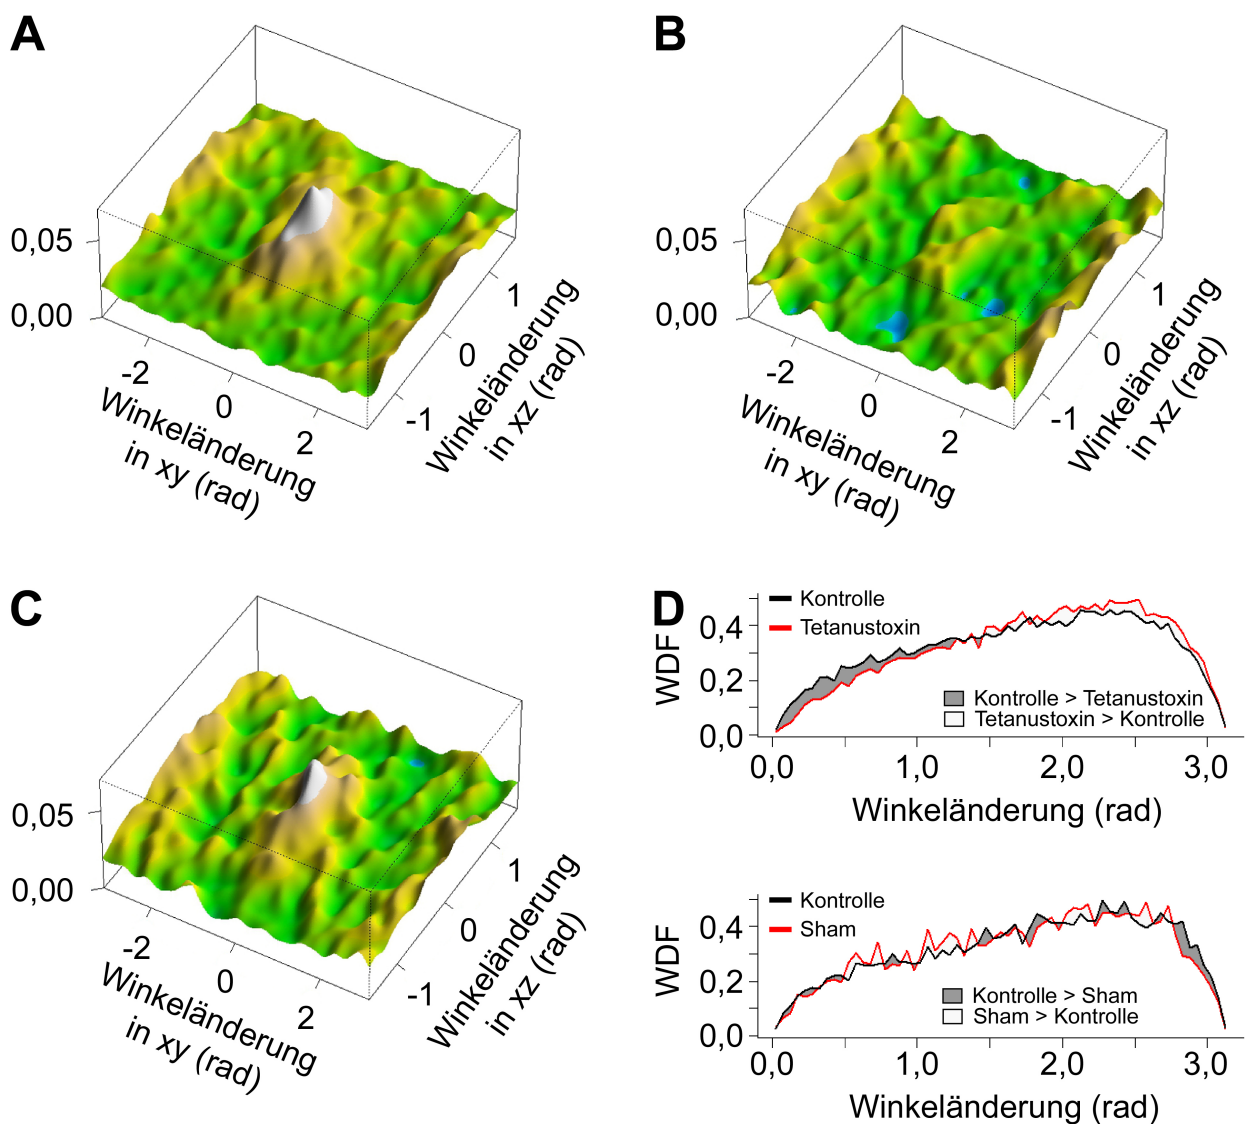 A
0,05
0,00
-2
0
2
Winkeländerung
in xy (rad)
-1
0
1
Winkeländerung
in xz (rad)
B
0,05
0,00
-2
0
2
Winkeländerung
in xy (rad)
-1
0
1
Winkeländerung
in xz (rad)
C
0,05
0,00
-2
0
2
Winkeländerung
in xy (rad)
-1
0
1
Winkeländerung
in xz (rad)
D
Kontrolle
Tetanustoxin
WDF
0,4
0,2
0,0
Kontrolle > Tetanustoxin
Tetanustoxin > Kontrolle
0,0 1,0 2,0 3,0
Winkeländerung (rad)
Kontrolle
Sham
WDF
0,4
0,2
0,0
Kontrolle > Sham
Sham > Kontrolle
0,0 1,0 2,0 3,0
Winkeländerung (rad)